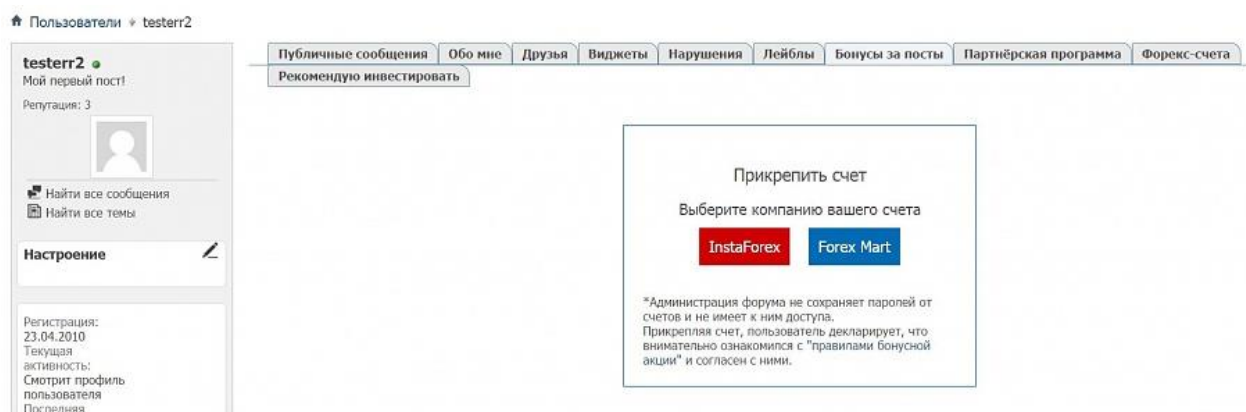 Пользователи testerr2
testerr2
Мой первый пост!
Репутация: 3
Найти все сообщения
Найти все темы
Настроение
Регистрация:
23.04.2010
Текущая
активность:
Смотрит профиль
пользователя
Последняя
Публичные сообщения Обо мне Друзья Виджеты Нарушения Лейблы Бонусы за посты Партнёрская программа Форекс-счета
Рекомендую инвестировать
Прикрепить счет
Выберите компанию вашего счета
InstaForex Forex Mart
*Администрация форума не сохраняет паролей от
счетов и не имеет к ним доступа.
Прикрепляя счет, пользователь декларирует, что
внимательно ознакомился с "правилами бонусной
акции" и согласен с ними.